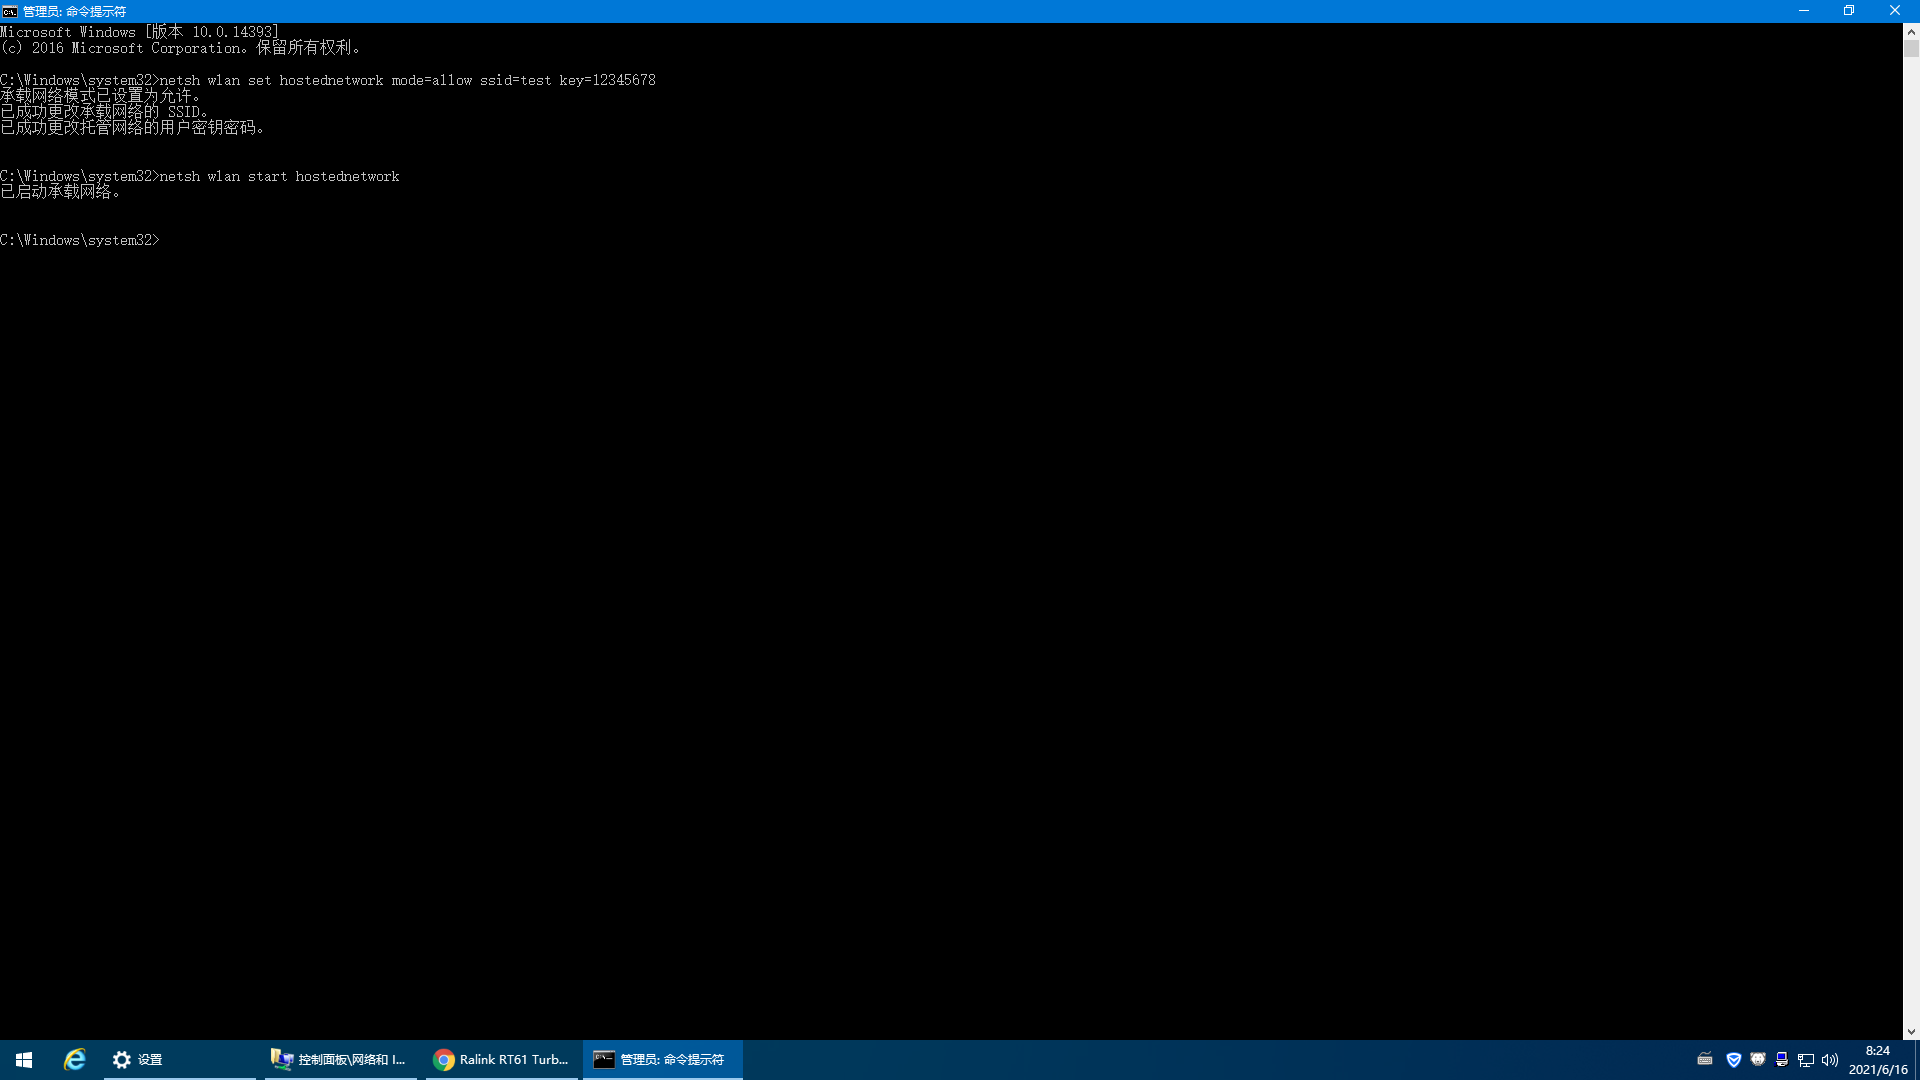 管理员: 命令提示符
Microsoft Windows [版本 10.0.14393]
(c) 2016 Microsoft Corporation。保留所有权利。
C:\Windows\system32>netsh wlan set hostednetwork mode=allow ssid=test key=12345678
承载网络模式已设置为允许。
已成功更改承载网络的 SSID。
已成功更改托管网络的用户密钥密码。
C:\Windows\system32>netsh wlan start hostednetwork
已启动承载网络。
C:\Windows\system32>
设置
控制面板\网络和 I...
Ralink RT61 Turb...
管理员: 命令提示符
8:24
2021/6/16